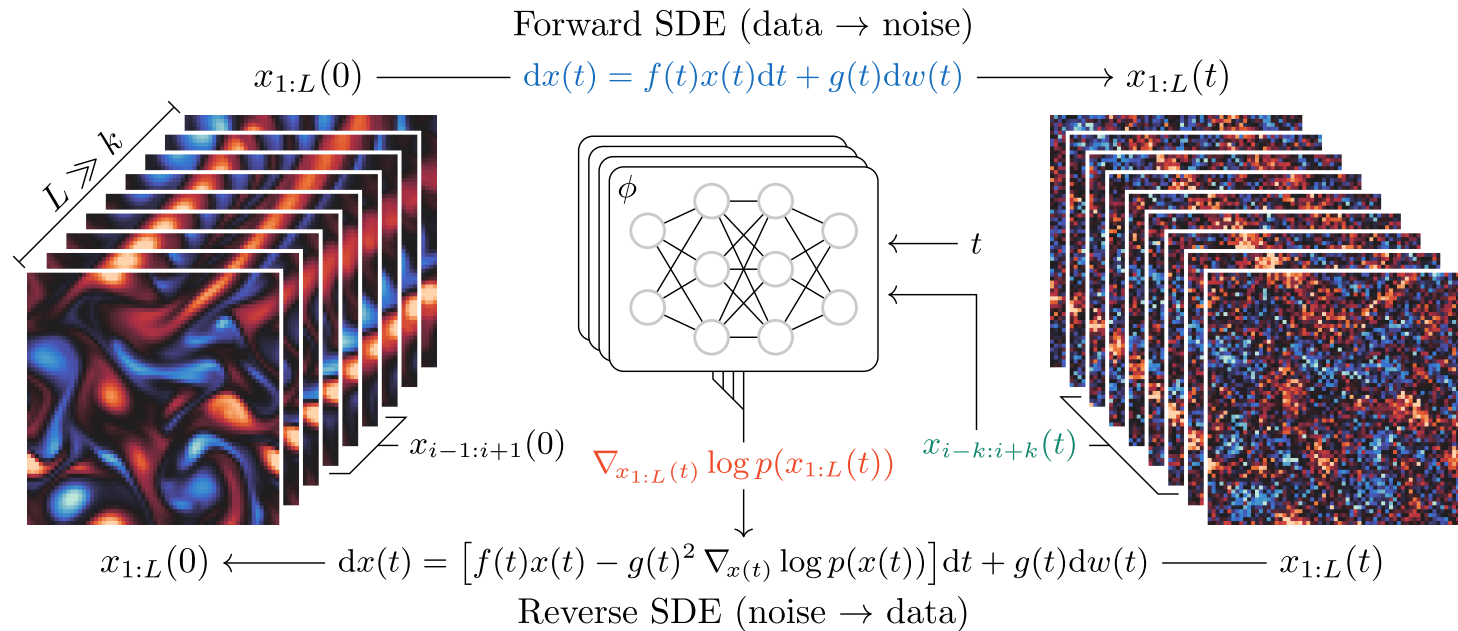 Forward SDE (data → noise)
x_{1:L}(0) dx(t) = f(t)x(t)dt + g(t)dw(t) x_{1:L}(t)
L ≫ k
ϕ
t
x_{i−1:i+1}(0)
∇_{x_{1:L}(t)} log p(x_{1:L}(t))
x_{i−k:i+k}(t)
x_{1:L}(0) dx(t) = [f(t)x(t) − g(t)² ∇_{x(t)} log p(x(t))]dt + g(t)dw(t) x_{1:L}(t)
Reverse SDE (noise → data)